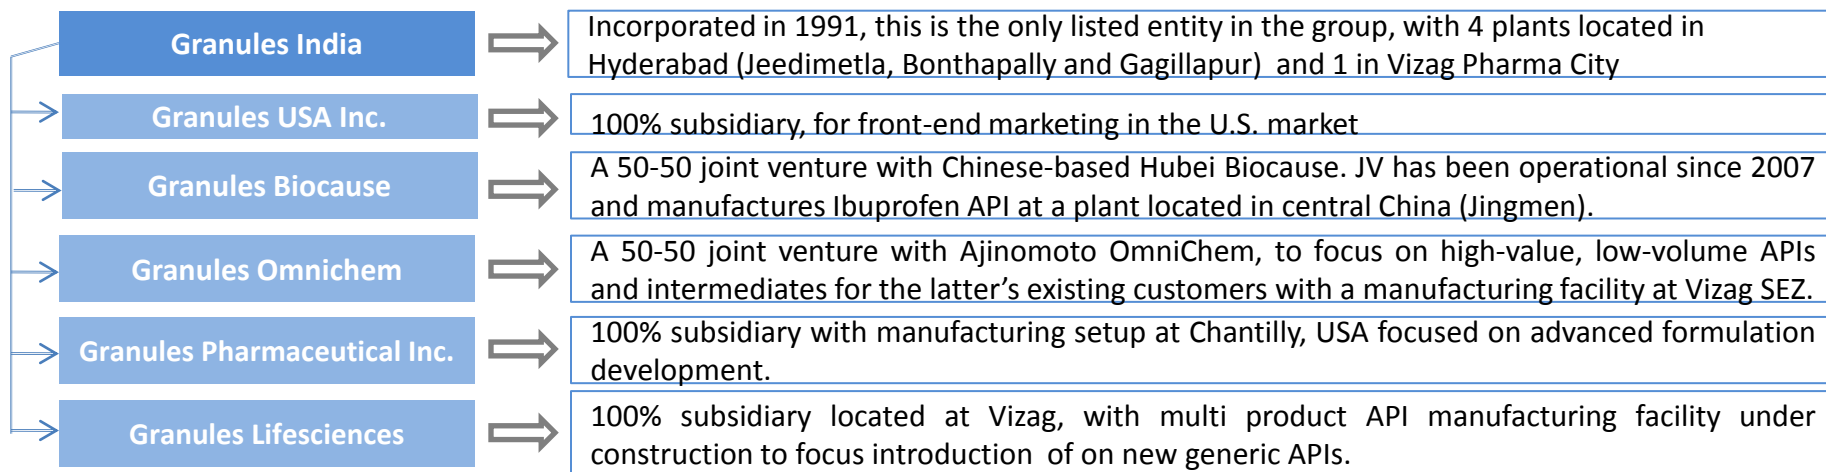 Granules India
Incorporated in 1991, this is the only listed entity in the group, with 4 plants located in
Hyderabad (Jeedimetla, Bonthapally and Gagillapur) and 1 in Vizag Pharma City
Granules USA Inc.
100% subsidiary, for front-end marketing in the U.S. market
Granules Biocause
A 50-50 joint venture with Chinese-based Hubei Biocause. JV has been operational since 2007
and manufactures Ibuprofen API at a plant located in central China (Jingmen).
Granules Omnichem
A 50-50 joint venture with Ajinomoto OmniChem, to focus on high-value, low-volume APIs
and intermediates for the latter’s existing customers with a manufacturing facility at Vizag SEZ.
Granules Pharmaceutical Inc.
100% subsidiary with manufacturing setup at Chantilly, USA focused on advanced formulation
development.
Granules Lifesciences
100% subsidiary located at Vizag, with multi product API manufacturing facility under
construction to focus introduction of on new generic APIs.